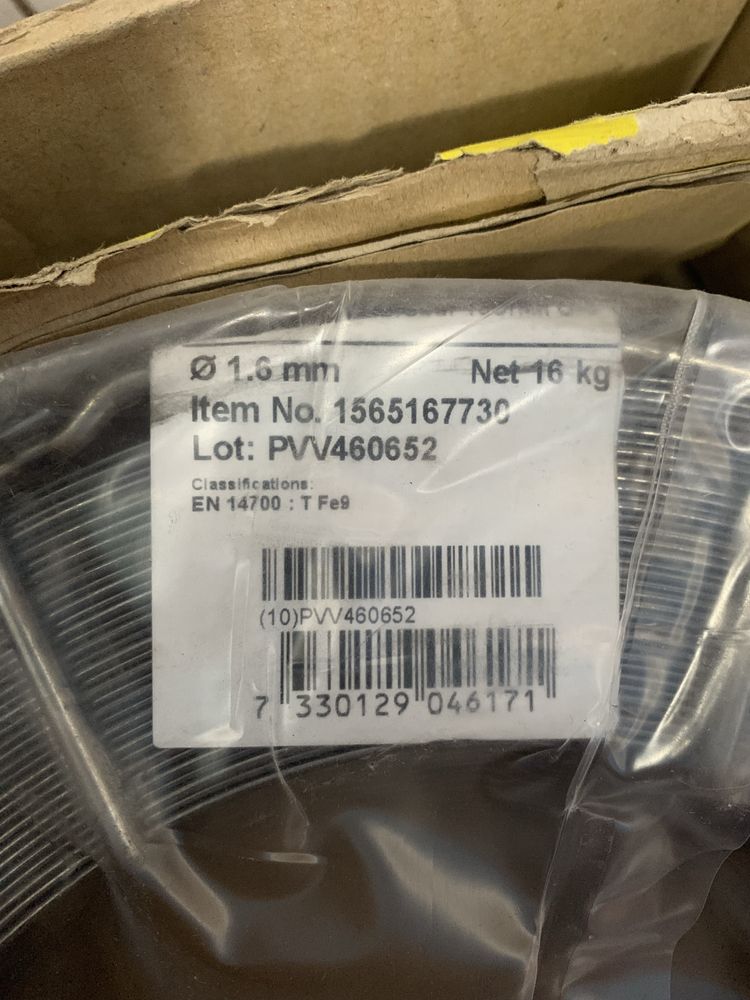 Ø 1.6 mm Net 16 kg
Item No. 1565167730
Lot: PVV460652
Classifications:
EN 14700 : T Fe9
(10)PVV460652
7 330129 046171